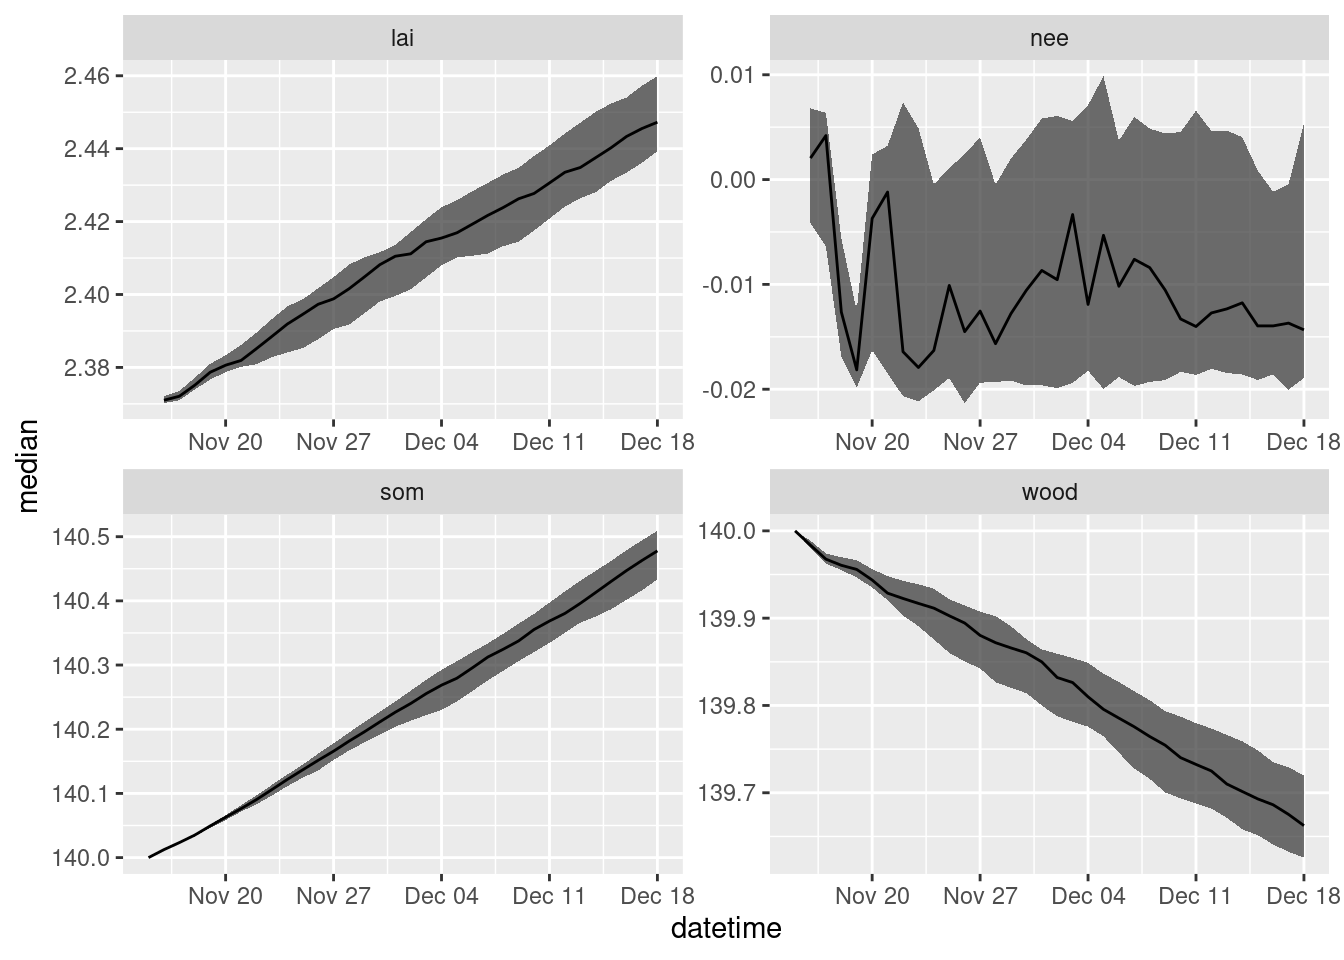 lai
nee
2.46
2.44
2.42
2.40
2.38
0.01
0.00
-0.01
-0.02
Nov 20 Nov 27 Dec 04 Dec 11 Dec 18
Nov 20 Nov 27 Dec 04 Dec 11 Dec 18
median
som
wood
140.5
140.4
140.3
140.2
140.1
140.0
140.0
139.9
139.8
139.7
Nov 20 Nov 27 Dec 04 Dec 11 Dec 18
Nov 20 Nov 27 Dec 04 Dec 11 Dec 18
datetime